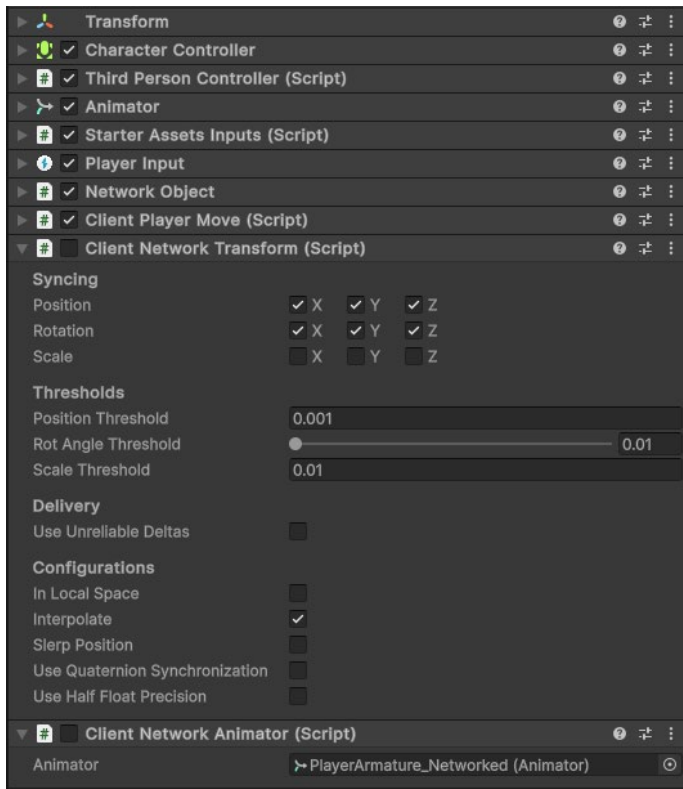 Transform
Character Controller
Third Person Controller (Script)
Animator
Starter Assets Inputs (Script)
Player Input
Network Object
Client Player Move (Script)
Client Network Transform (Script)
Syncing
Position X Y Z
Rotation X Y Z
Scale X Y Z
Thresholds
Position Threshold 0.001
Rot Angle Threshold 0.01
Scale Threshold 0.01
Delivery
Use Unreliable Deltas
Configurations
In Local Space
Interpolate
Slerp Position
Use Quaternion Synchronization
Use Half Float Precision
Client Network Animator (Script)
Animator PlayerArmature_Networked (Animator)